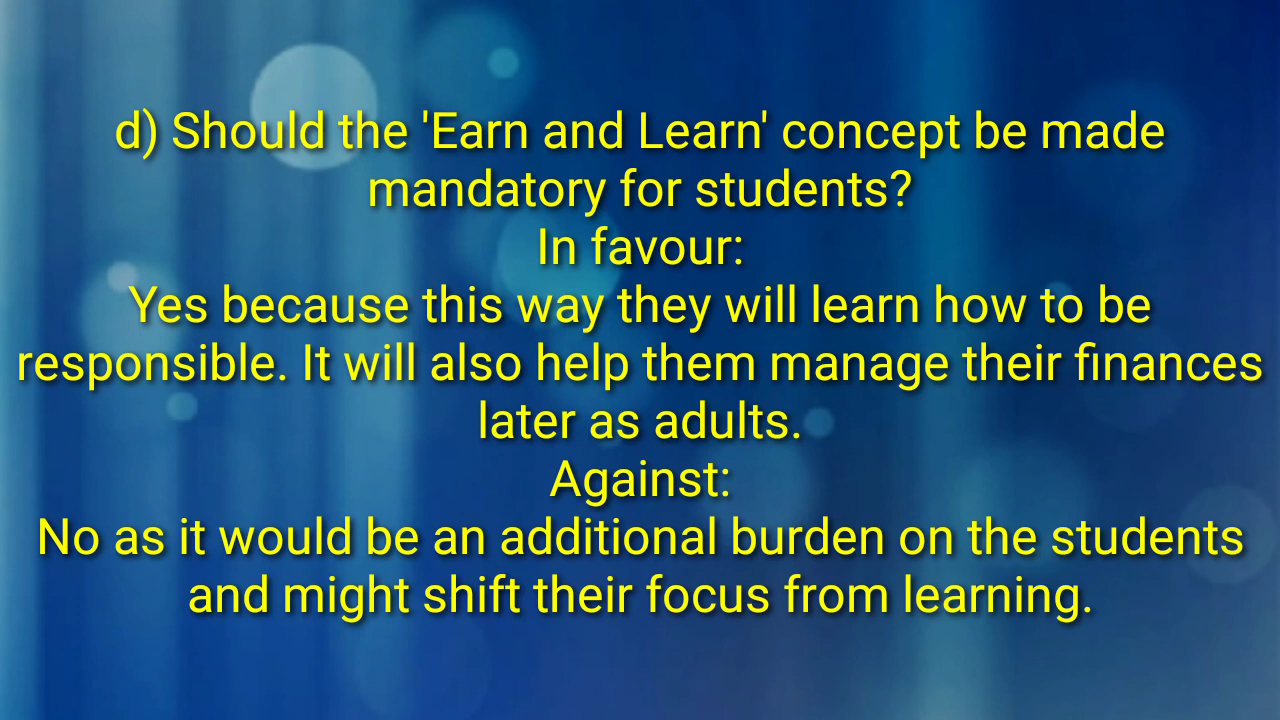 d) Should the 'Earn and Learn' concept be made
mandatory for students?
In favour:
Yes because this way they will learn how to be
responsible. It will also help them manage their finances
later as adults.
Against:
No as it would be an additional burden on the students
and might shift their focus from learning.